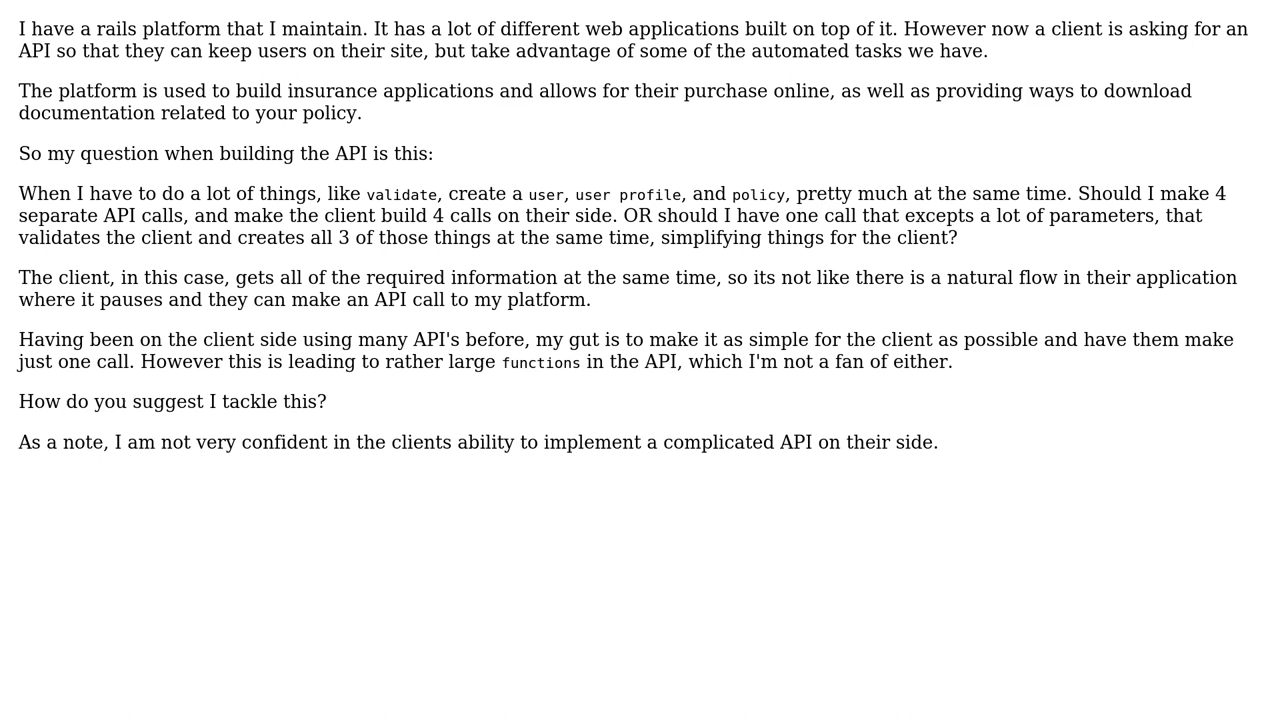 I have a rails platform that I maintain. It has a lot of different web applications built on top of it. However now a client is asking for an
API so that they can keep users on their site, but take advantage of some of the automated tasks we have.
The platform is used to build insurance applications and allows for their purchase online, as well as providing ways to download
documentation related to your policy.
So my question when building the API is this:
When I have to do a lot of things, like validate, create a user, user profile, and policy, pretty much at the same time. Should I make 4
separate API calls, and make the client build 4 calls on their side. OR should I have one call that excepts a lot of parameters, that
validates the client and creates all 3 of those things at the same time, simplifying things for the client?
The client, in this case, gets all of the required information at the same time, so its not like there is a natural flow in their application
where it pauses and they can make an API call to my platform.
Having been on the client side using many API's before, my gut is to make it as simple for the client as possible and have them make
just one call. However this is leading to rather large functions in the API, which I'm not a fan of either.
How do you suggest I tackle this?
As a note, I am not very confident in the clients ability to implement a complicated API on their side.